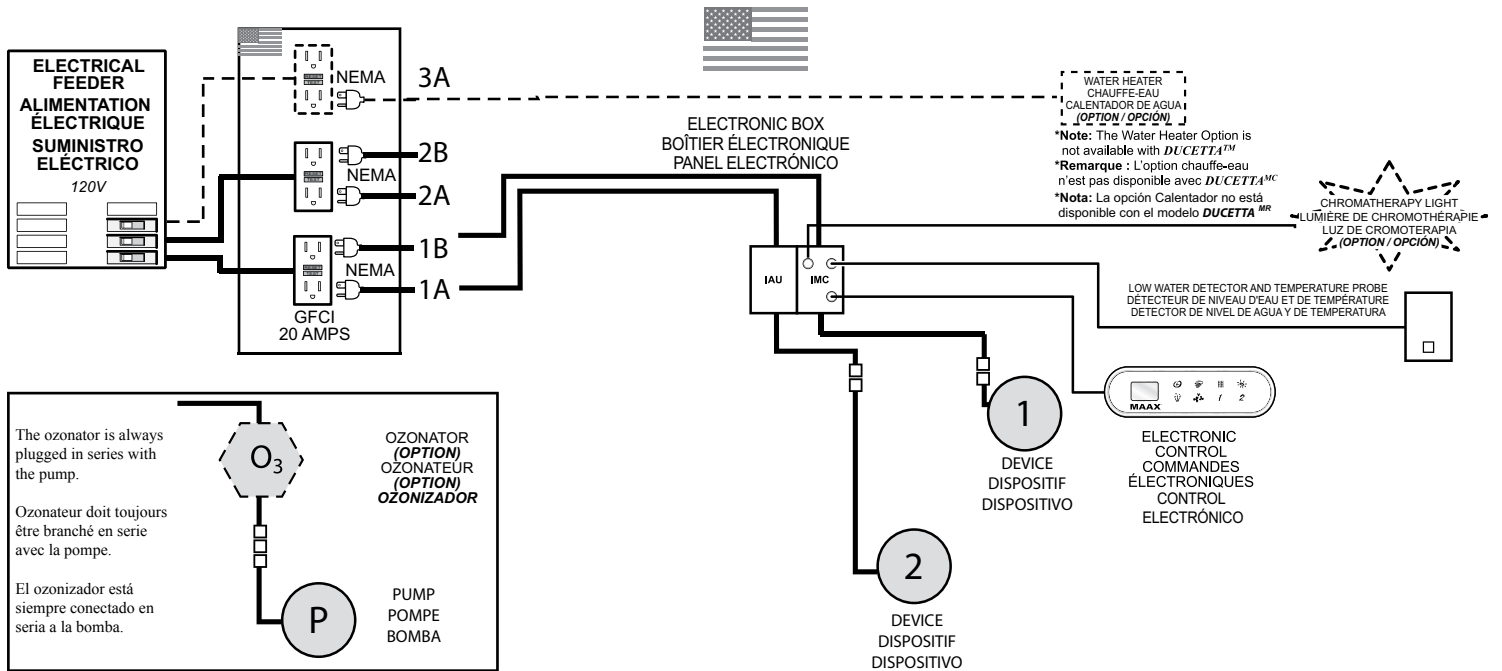 ELECTRICAL
FEEDER
ALIMENTATION
ÉLECTRIQUE
SUMINISTRO
ELÉCTRICO
120V
NEMA
3A
2B
NEMA
2A
1B
NEMA
1A
GFCI
20 AMPS
ELECTRONIC BOX
BOÎTIER ÉLECTRONIQUE
PANEL ELECTRÓNICO
IAU
IMC
WATER HEATER
CHAUFFE-EAU
CALENTADOR DE AGUA
(OPTION / OPCIÓN)
*Note: The Water Heater Option is
not available with DUCETTA™
*Remarque : L'option chauffe-eau
n'est pas disponible avec DUCETTA MC
*Nota: La opción Calentador no está
disponible con el modelo DUCETTA MR
CHROMATHERAPY LIGHT
LUMIÈRE DE CHROMOTHÉRAPIE
LUZ DE CROMOTERAPIA
(OPTION / OPCIÓN)
LOW WATER DETECTOR AND TEMPERATURE PROBE
DÉTECTEUR DE NIVEAU D'EAU ET DE TEMPÉRATURE
DETECTOR DE NIVEL DE AGUA Y DE TEMPERATURA
MAAX
1 2
ELECTRONIC
CONTROL
COMMANDES
ÉLECTRONIQUES
CONTROL
ELECTRÓNICO
1
DEVICE
DISPOSITIF
DISPOSITIVO
2
DEVICE
DISPOSITIF
DISPOSITIVO
The ozonator is always
plugged in series with
the pump.
Ozonateur doit toujours
être branché en serie
avec la pompe.
El ozonizador está
siempre conectado en
seria a la bomba.
O3
OZONATOR
(OPTION)
OZONATEUR
(OPTION)
OZONIZADOR
P
PUMP
POMPE
BOMBA